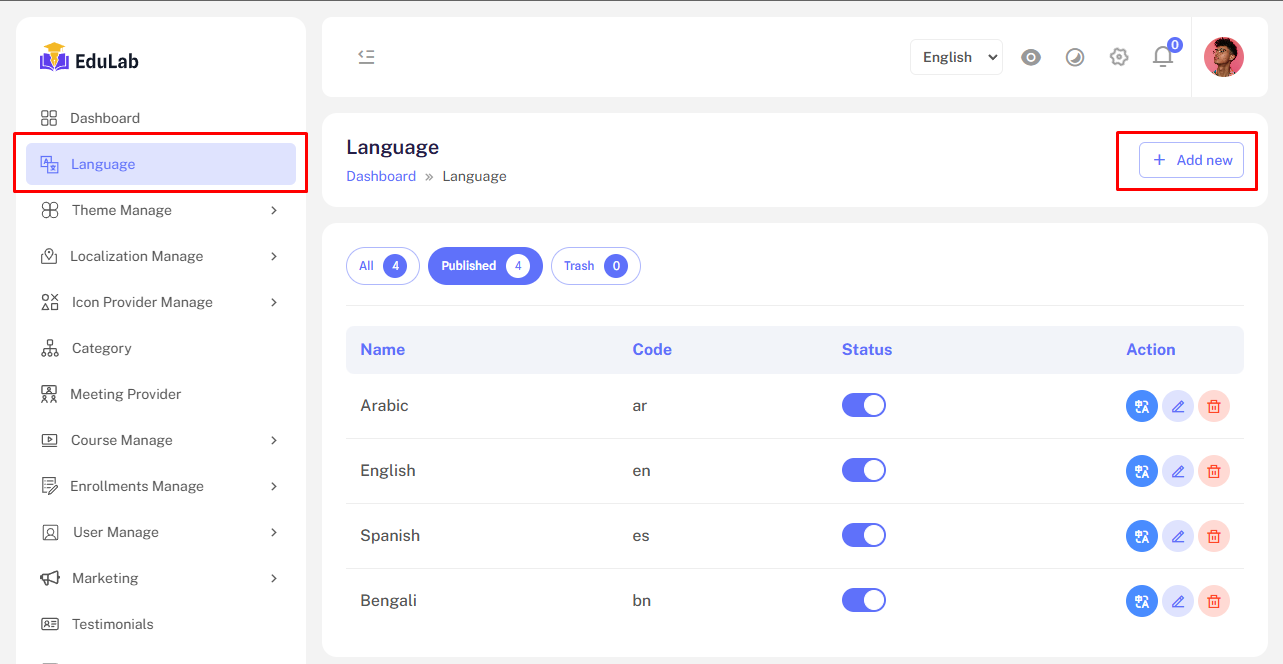 EduLab
Dashboard
Language
Theme Manage
Localization Manage
Icon Provider Manage
Category
Meeting Provider
Course Manage
Enrollments Manage
User Manage
Marketing
Testimonials
English
0
Language
Dashboard » Language
+ Add new
All 4 Published 4 Trash 0
Name Code Status Action
Arabic ar
English en
Spanish es
Bengali bn